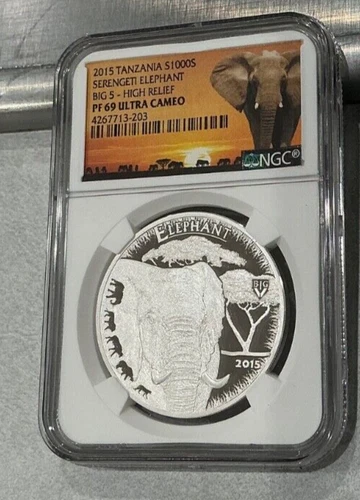 2015 TANZANIA S1000S
SERENGETI ELEPHANT
BIG 5 - HIGH RELIEF
PF 69 ULTRA CAMEO
4267713-203
NGC®
ELEPHANT
BIG
V
2015